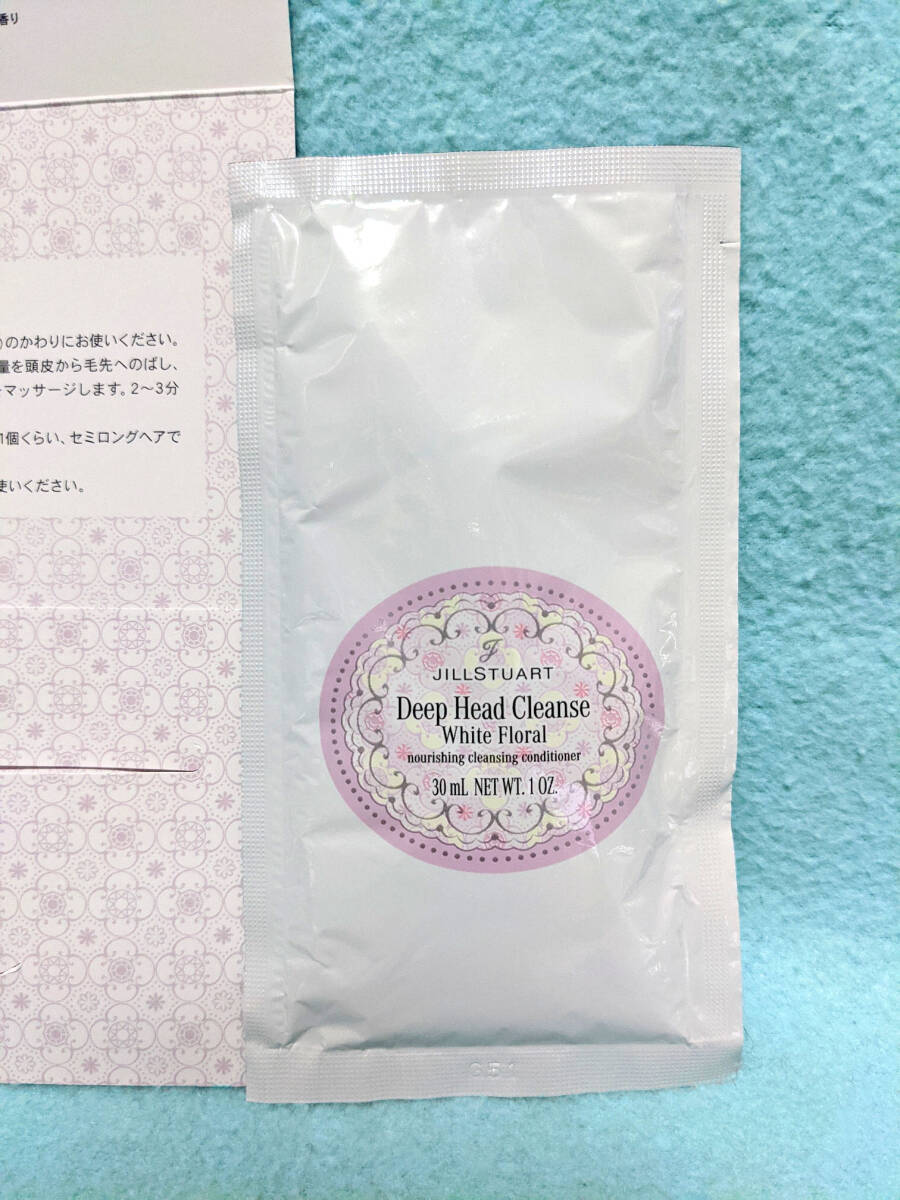 香り
のかわりにお使いください。
量を頭皮から毛先へのばし、
マッサージします。2〜3分
1個くらい、セミロングヘアで
使いください。
JILLSTUART
Deep Head Cleanse
White Floral
nourishing cleansing conditioner
30 mL NET WT. 1 OZ.